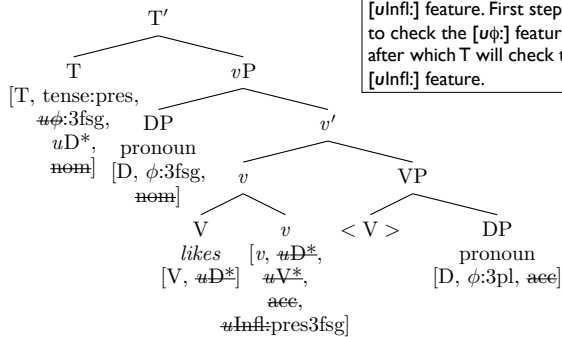 [uInfl:] feature. First step
to check the [uϕ:] featur
after which T will check t
[uInfl:] feature.
T′
T vP
[T, tense:pres,
uϕ:3fsg,
uD*,
nom]
DP v′
pronoun
[D, ϕ:3fsg,
nom]
v VP
V v < V > DP
likes [v, uD*, pronoun
[V, uD*] uV*, [D, ϕ:3pl, acc]
acc,
uInfl:pres3fsg]